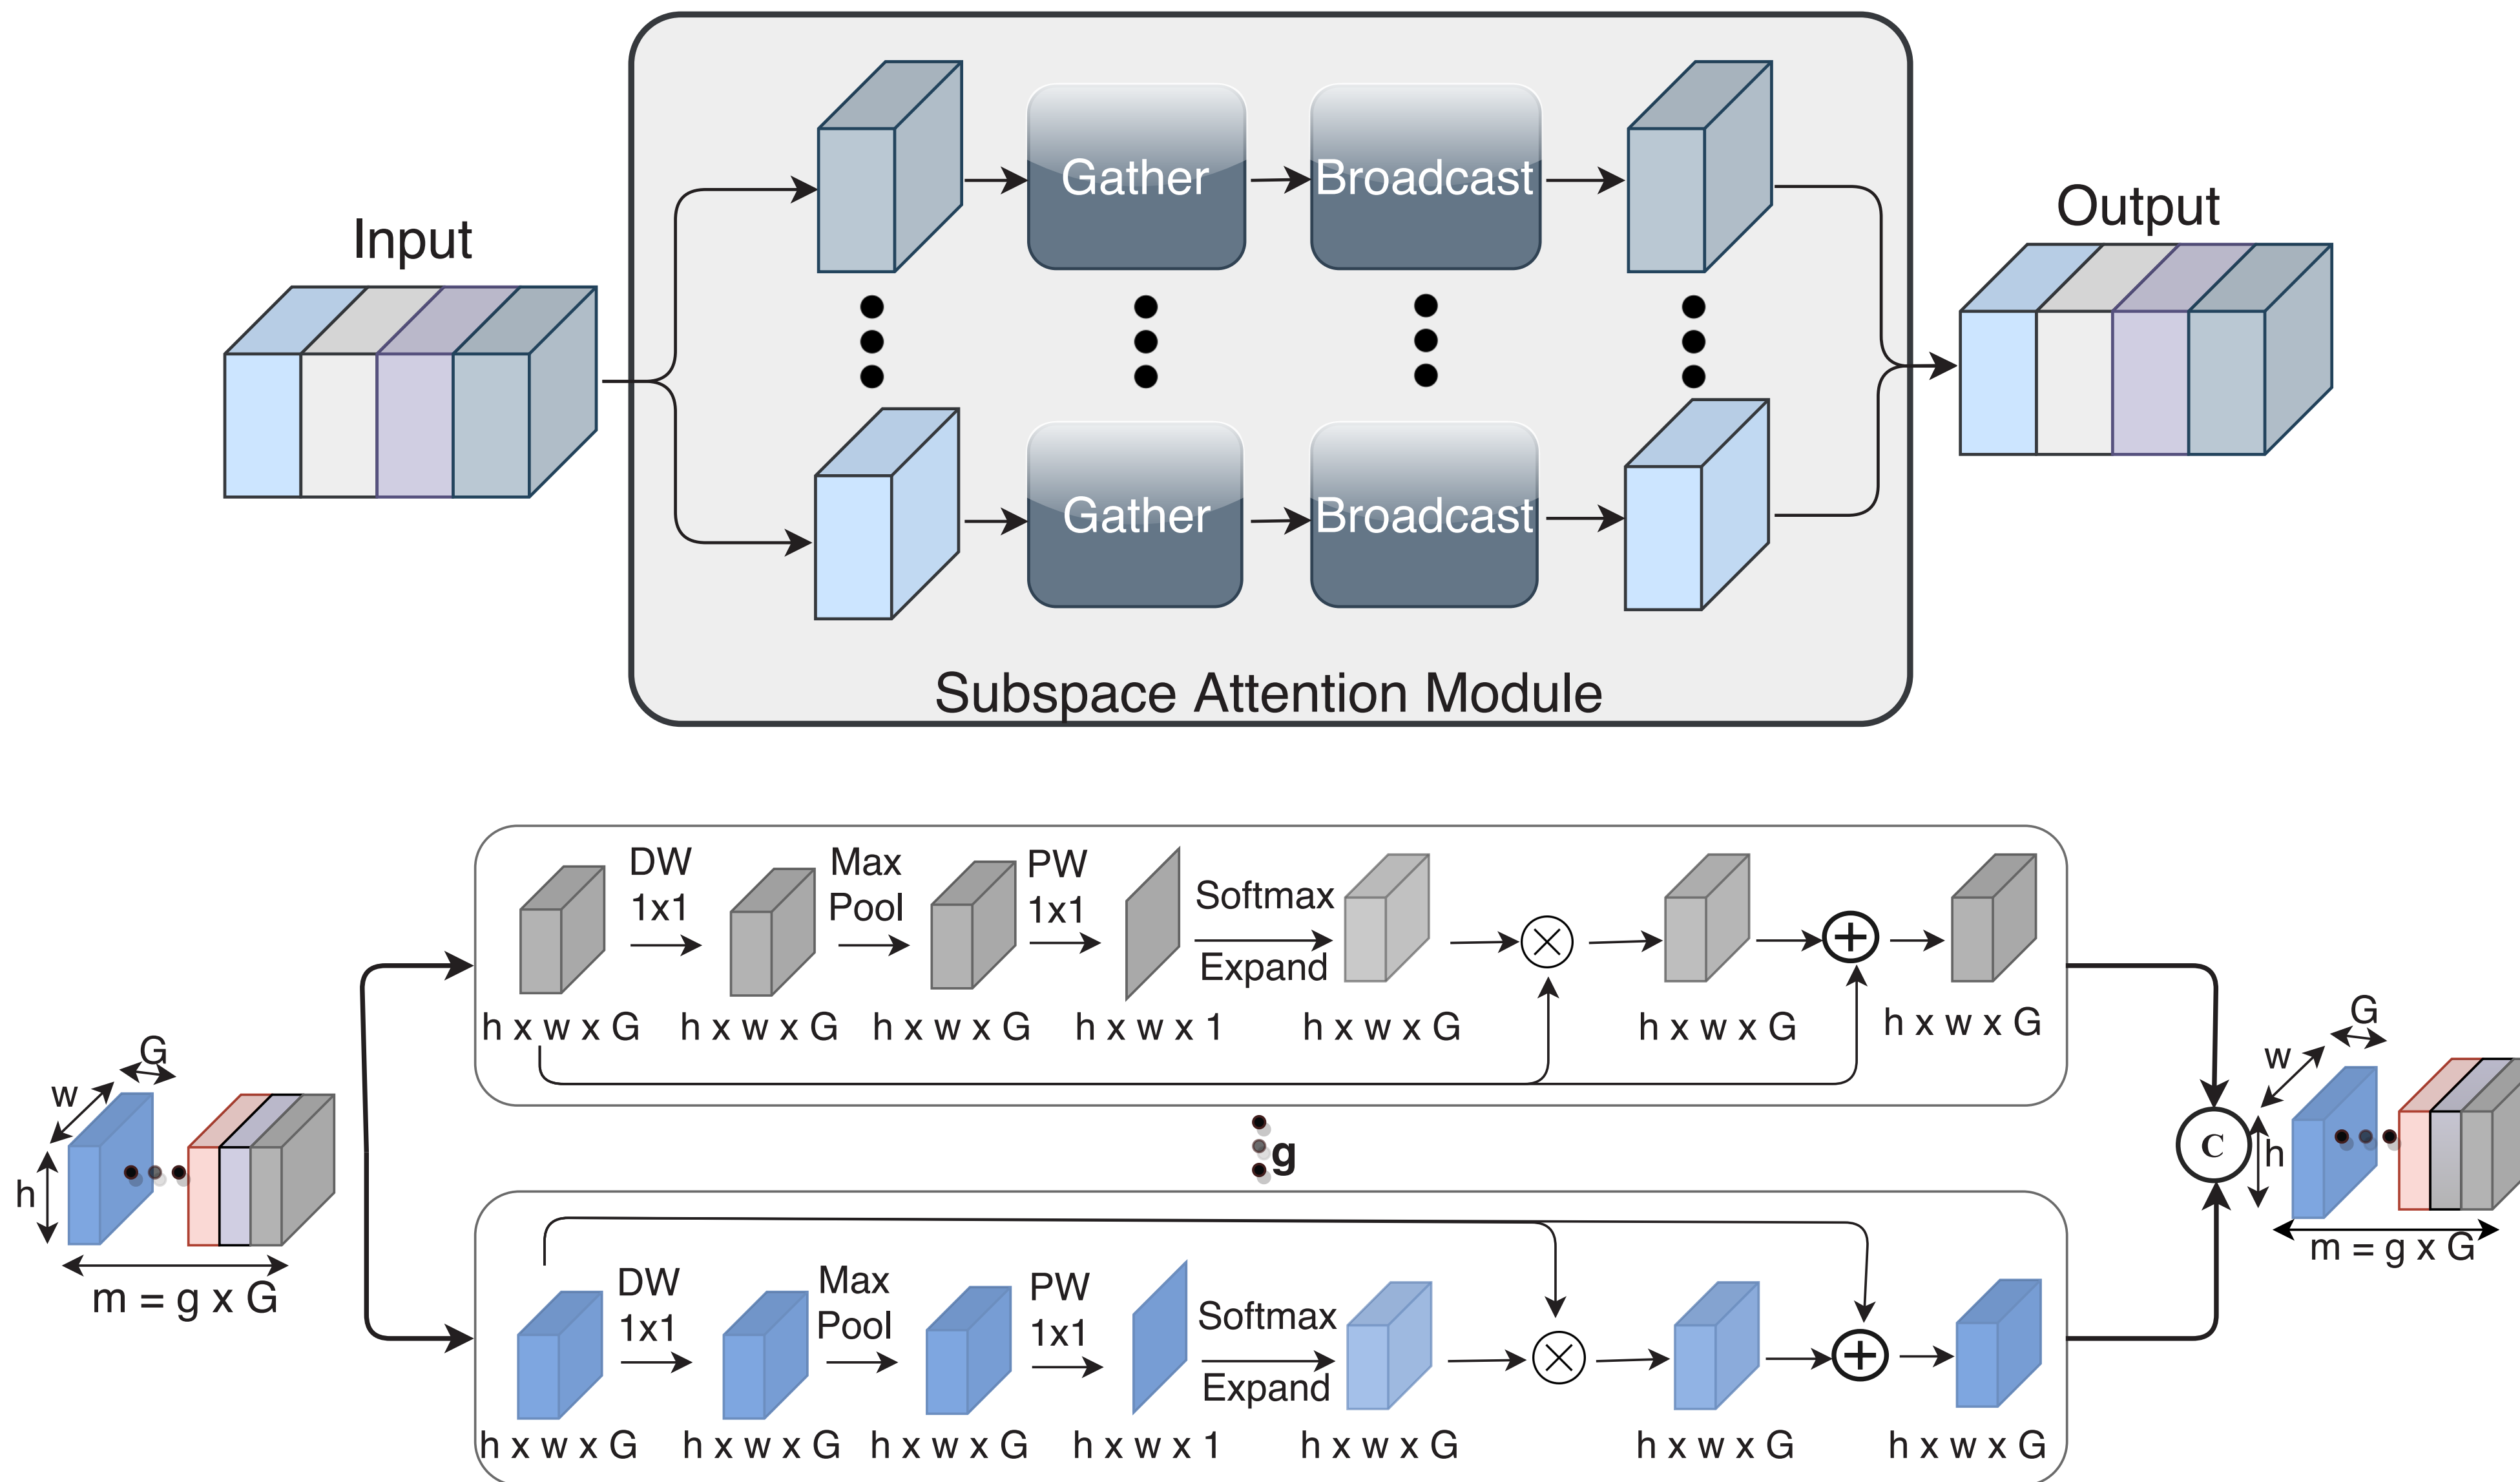 Input
Output
Gather
Broadcast
Gather
Broadcast
Subspace Attention Module
DW
1x1
Max
Pool
PW
1x1
Softmax
Expand
h x w x G
h x w x G
h x w x G
h x w x 1
h x w x G
h x w x G
h x w x G
G
w
h
m = g x G
g
C
G
w
h
m = g x G
DW
1x1
Max
Pool
PW
1x1
Softmax
Expand
h x w x G
h x w x G
h x w x G
h x w x 1
h x w x G
h x w x G
h x w x G